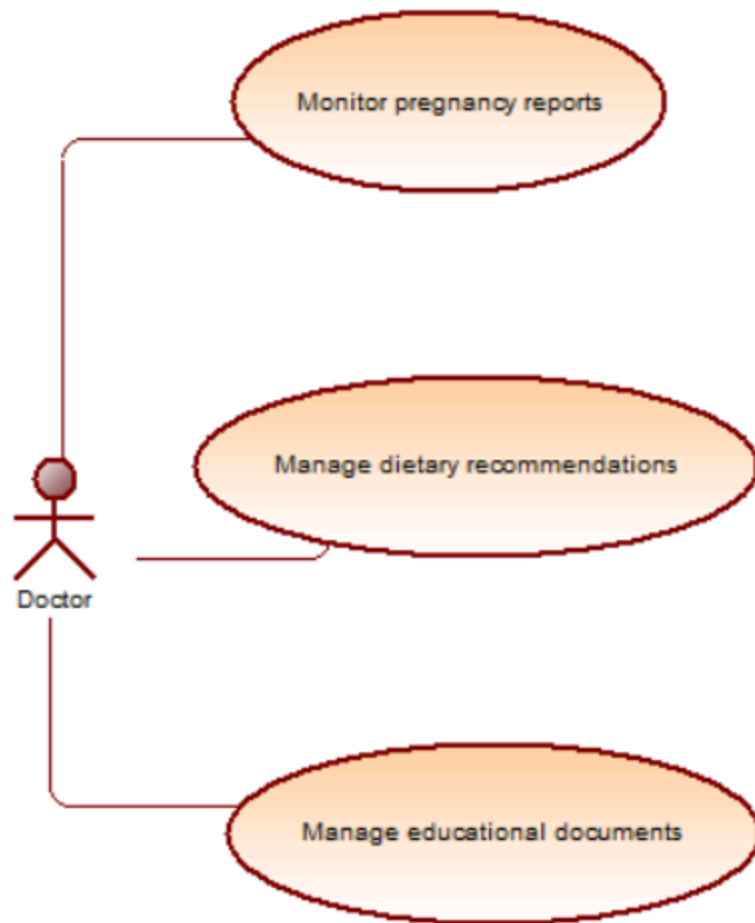 Monitor pregnancy reports
Manage dietary recommendations
Doctor
Manage educational documents